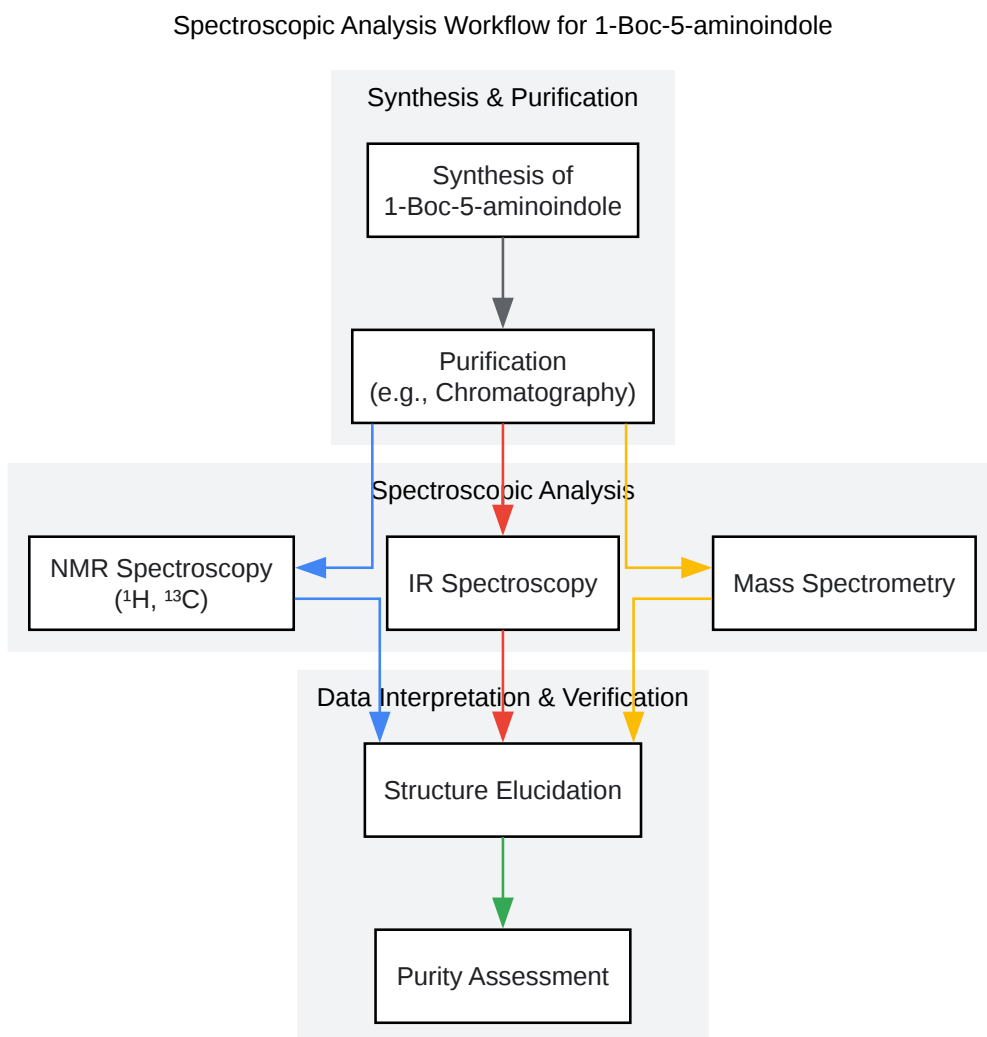 Spectroscopic Analysis Workflow for 1-Boc-5-aminoindole
Synthesis & Purification
Synthesis of
1-Boc-5-aminoindole
Purification
(e.g., Chromatography)
Spectroscopic Analysis
NMR Spectroscopy
(¹H, ¹³C)
IR Spectroscopy
Mass Spectrometry
Data Interpretation & Verification
Structure Elucidation
Purity Assessment